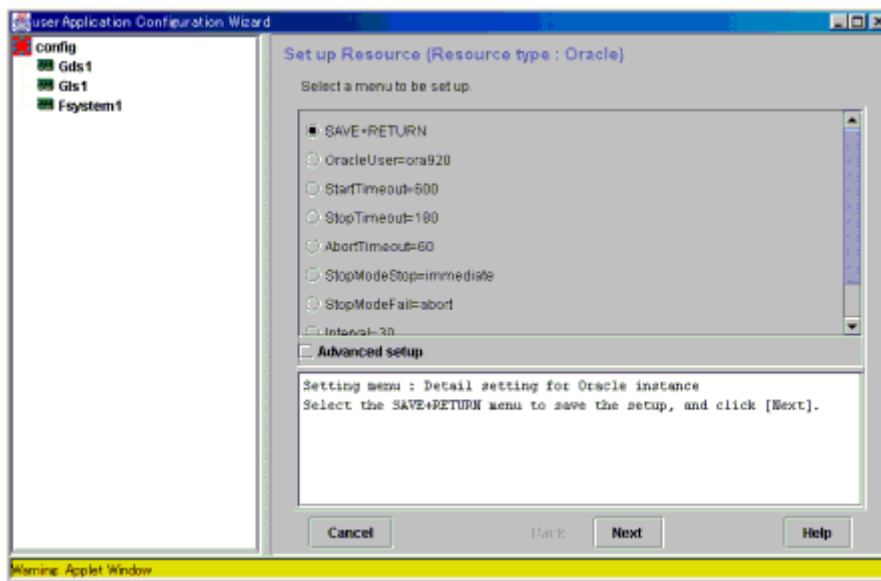 userApplication Configuration Wizard
config
Gds1
Gls1
Fsystem1
Set up Resource (Resource type : Oracle)
Select a menu to be set up.
SAVE+RETURN
OracleUser=ora920
StartTimeout=600
StopTimeout=180
AbortTimeout=60
StopModeStop=immediate
StopModeFail=abort
Interval=30
Advanced setup
Setting menu : Detail setting for Oracle instance
Select the SAVE+RETURN menu to save the setup, and click [Next].
Cancel
Back
Next
Help
Warning: Applet Window